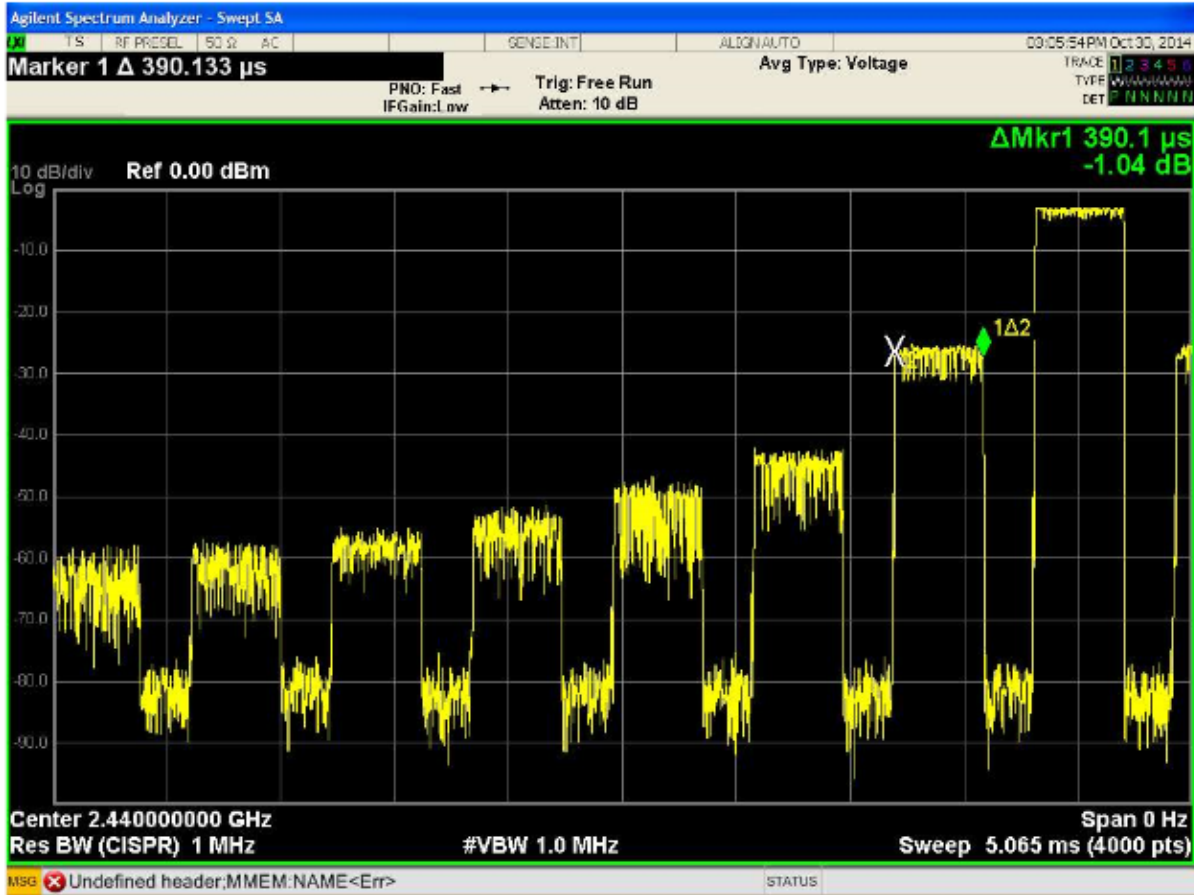 Agilent Spectrum Analyzer - Swept SA
LXI TS RF PRESEL 50 Ω AC SENSE:INT ALIGNAUTO 03:05:54PM Oct 30, 2014
Marker 1 Δ 390.133 µs
Avg Type: Voltage
TRACE 1 2 3 4 5 6
PNO: Fast Trig: Free Run
TYPE
IFGain:Low Atten: 10 dB
DET P N N N N N
ΔMkr1 390.1 µs
-1.04 dB
10 dB/div Ref 0.00 dBm
Log
-10.0
-20.0
1Δ2
-30.0
-40.0
-50.0
-60.0
-70.0
-80.0
-90.0
Center 2.440000000 GHz Span 0 Hz
Res BW (CISPR) 1 MHz #VBW 1.0 MHz Sweep 5.065 ms (4000 pts)
MSG Undefined header;MMEM:NAME<Err> STATUS